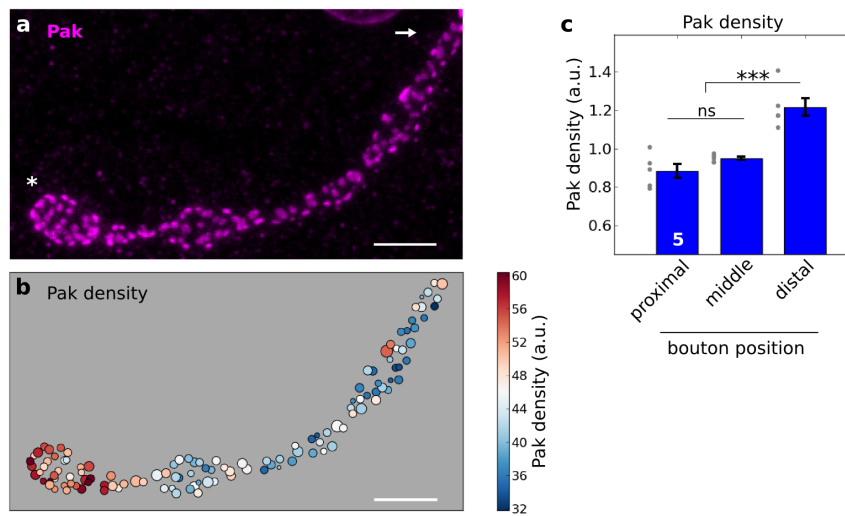 a
Pak
*
b
Pak density
60
56
52
48
44
40
36
32
Pak density (a.u.)
c
Pak density
Pak density (a.u.)
1.4
1.2
1.0
0.8
0.6
ns
***
5
proximal
middle
distal
bouton position